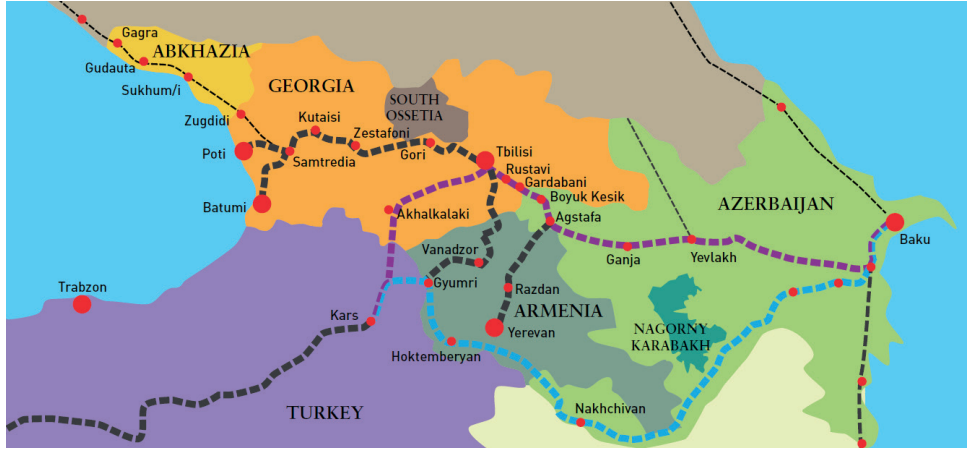 Gagra
ABKHAZIA
Gudauta
Sukhum/i
GEORGIA
SOUTH
OSSETIA
Zugdidi
Kutaisi
Zestafoni
Poti
Samtredia
Gori
Tbilisi
Rustavi
Gardabani
Boyuk Kesik
Batumi
Akhalkalaki
Agstafa
AZERBAIJAN
Baku
Vanadzor
Ganja
Yevlakh
Gyumri
Trabzon
Razdan
ARMENIA
Kars
Yerevan
NAGORNY
KARABAKH
Hoktemberyan
TURKEY
Nakhchivan